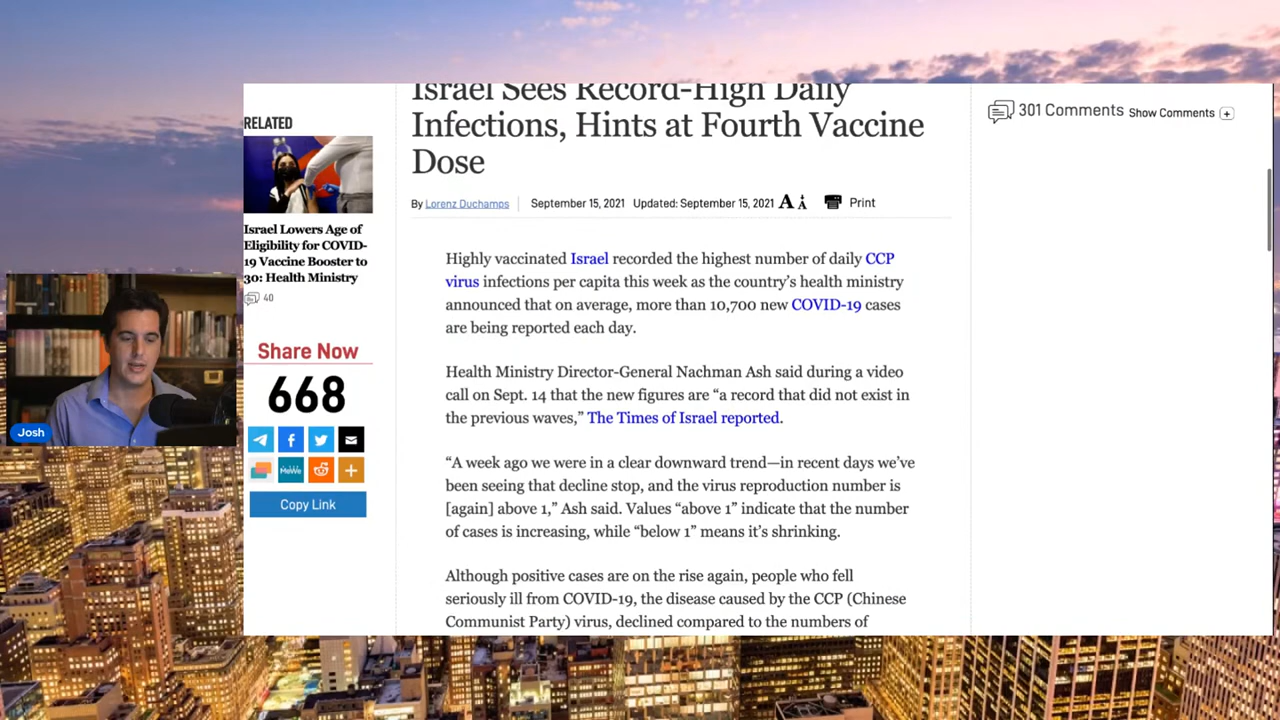 Israel Sees Record-High Daily
Infections, Hints at Fourth Vaccine
Dose
By Lorenz Duchamps
September 15, 2021 Updated: September 15, 2021
A A
Print
301 Comments Show Comments +
RELATED
Israel Lowers Age of
Eligibility for COVID-
19 Vaccine Booster to
30: Health Ministry
40
Share Now
668
MeWe
Copy Link
Josh
Highly vaccinated Israel recorded the highest number of daily CCP
virus infections per capita this week as the country’s health ministry
announced that on average, more than 10,700 new COVID-19 cases
are being reported each day.
Health Ministry Director-General Nachman Ash said during a video
call on Sept. 14 that the new figures are “a record that did not exist in
the previous waves,” The Times of Israel reported.
“A week ago we were in a clear downward trend—in recent days we’ve
been seeing that decline stop, and the virus reproduction number is
[again] above 1,” Ash said. Values “above 1” indicate that the number
of cases is increasing, while “below 1” means it’s shrinking.
Although positive cases are on the rise again, people who fell
seriously ill from COVID-19, the disease caused by the CCP (Chinese
Communist Party) virus, declined compared to the numbers of